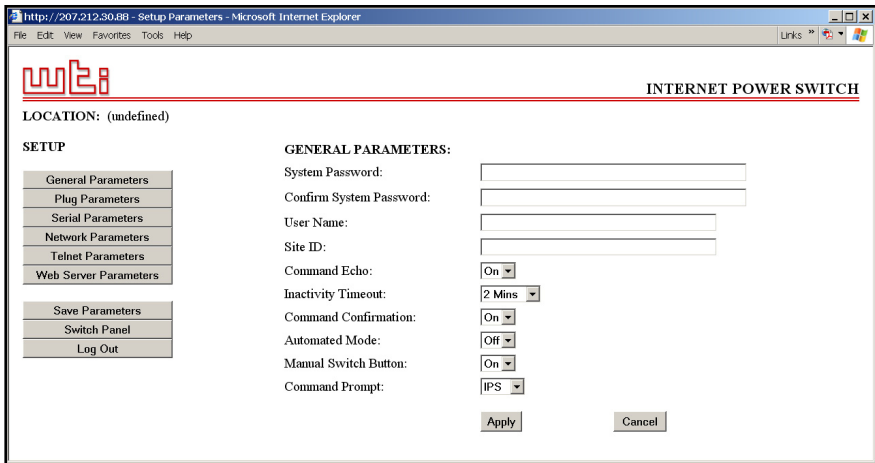 http://207.212.30.88 - Setup Parameters - Microsoft Internet Explorer
File Edit View Favorites Tools Help Links »
wti
INTERNET POWER SWITCH
LOCATION: (undefined)
SETUP
General Parameters
Plug Parameters
Serial Parameters
Network Parameters
Telnet Parameters
Web Server Parameters
Save Parameters
Switch Panel
Log Out
GENERAL PARAMETERS:
System Password:
Confirm System Password:
User Name:
Site ID:
Command Echo: On
Inactivity Timeout: 2 Mins
Command Confirmation: On
Automated Mode: Off
Manual Switch Button: On
Command Prompt: IPS
Apply Cancel